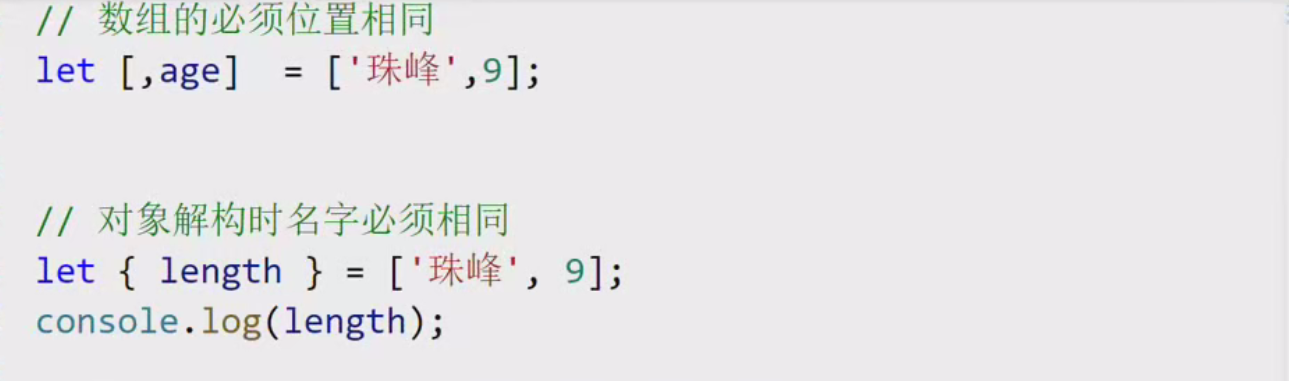 // 数组的必须位置相同
let [,age]  = ['珠峰',9];
// 对象解构时名字必须相同
let { length } = ['珠峰', 9];
console.log(length);